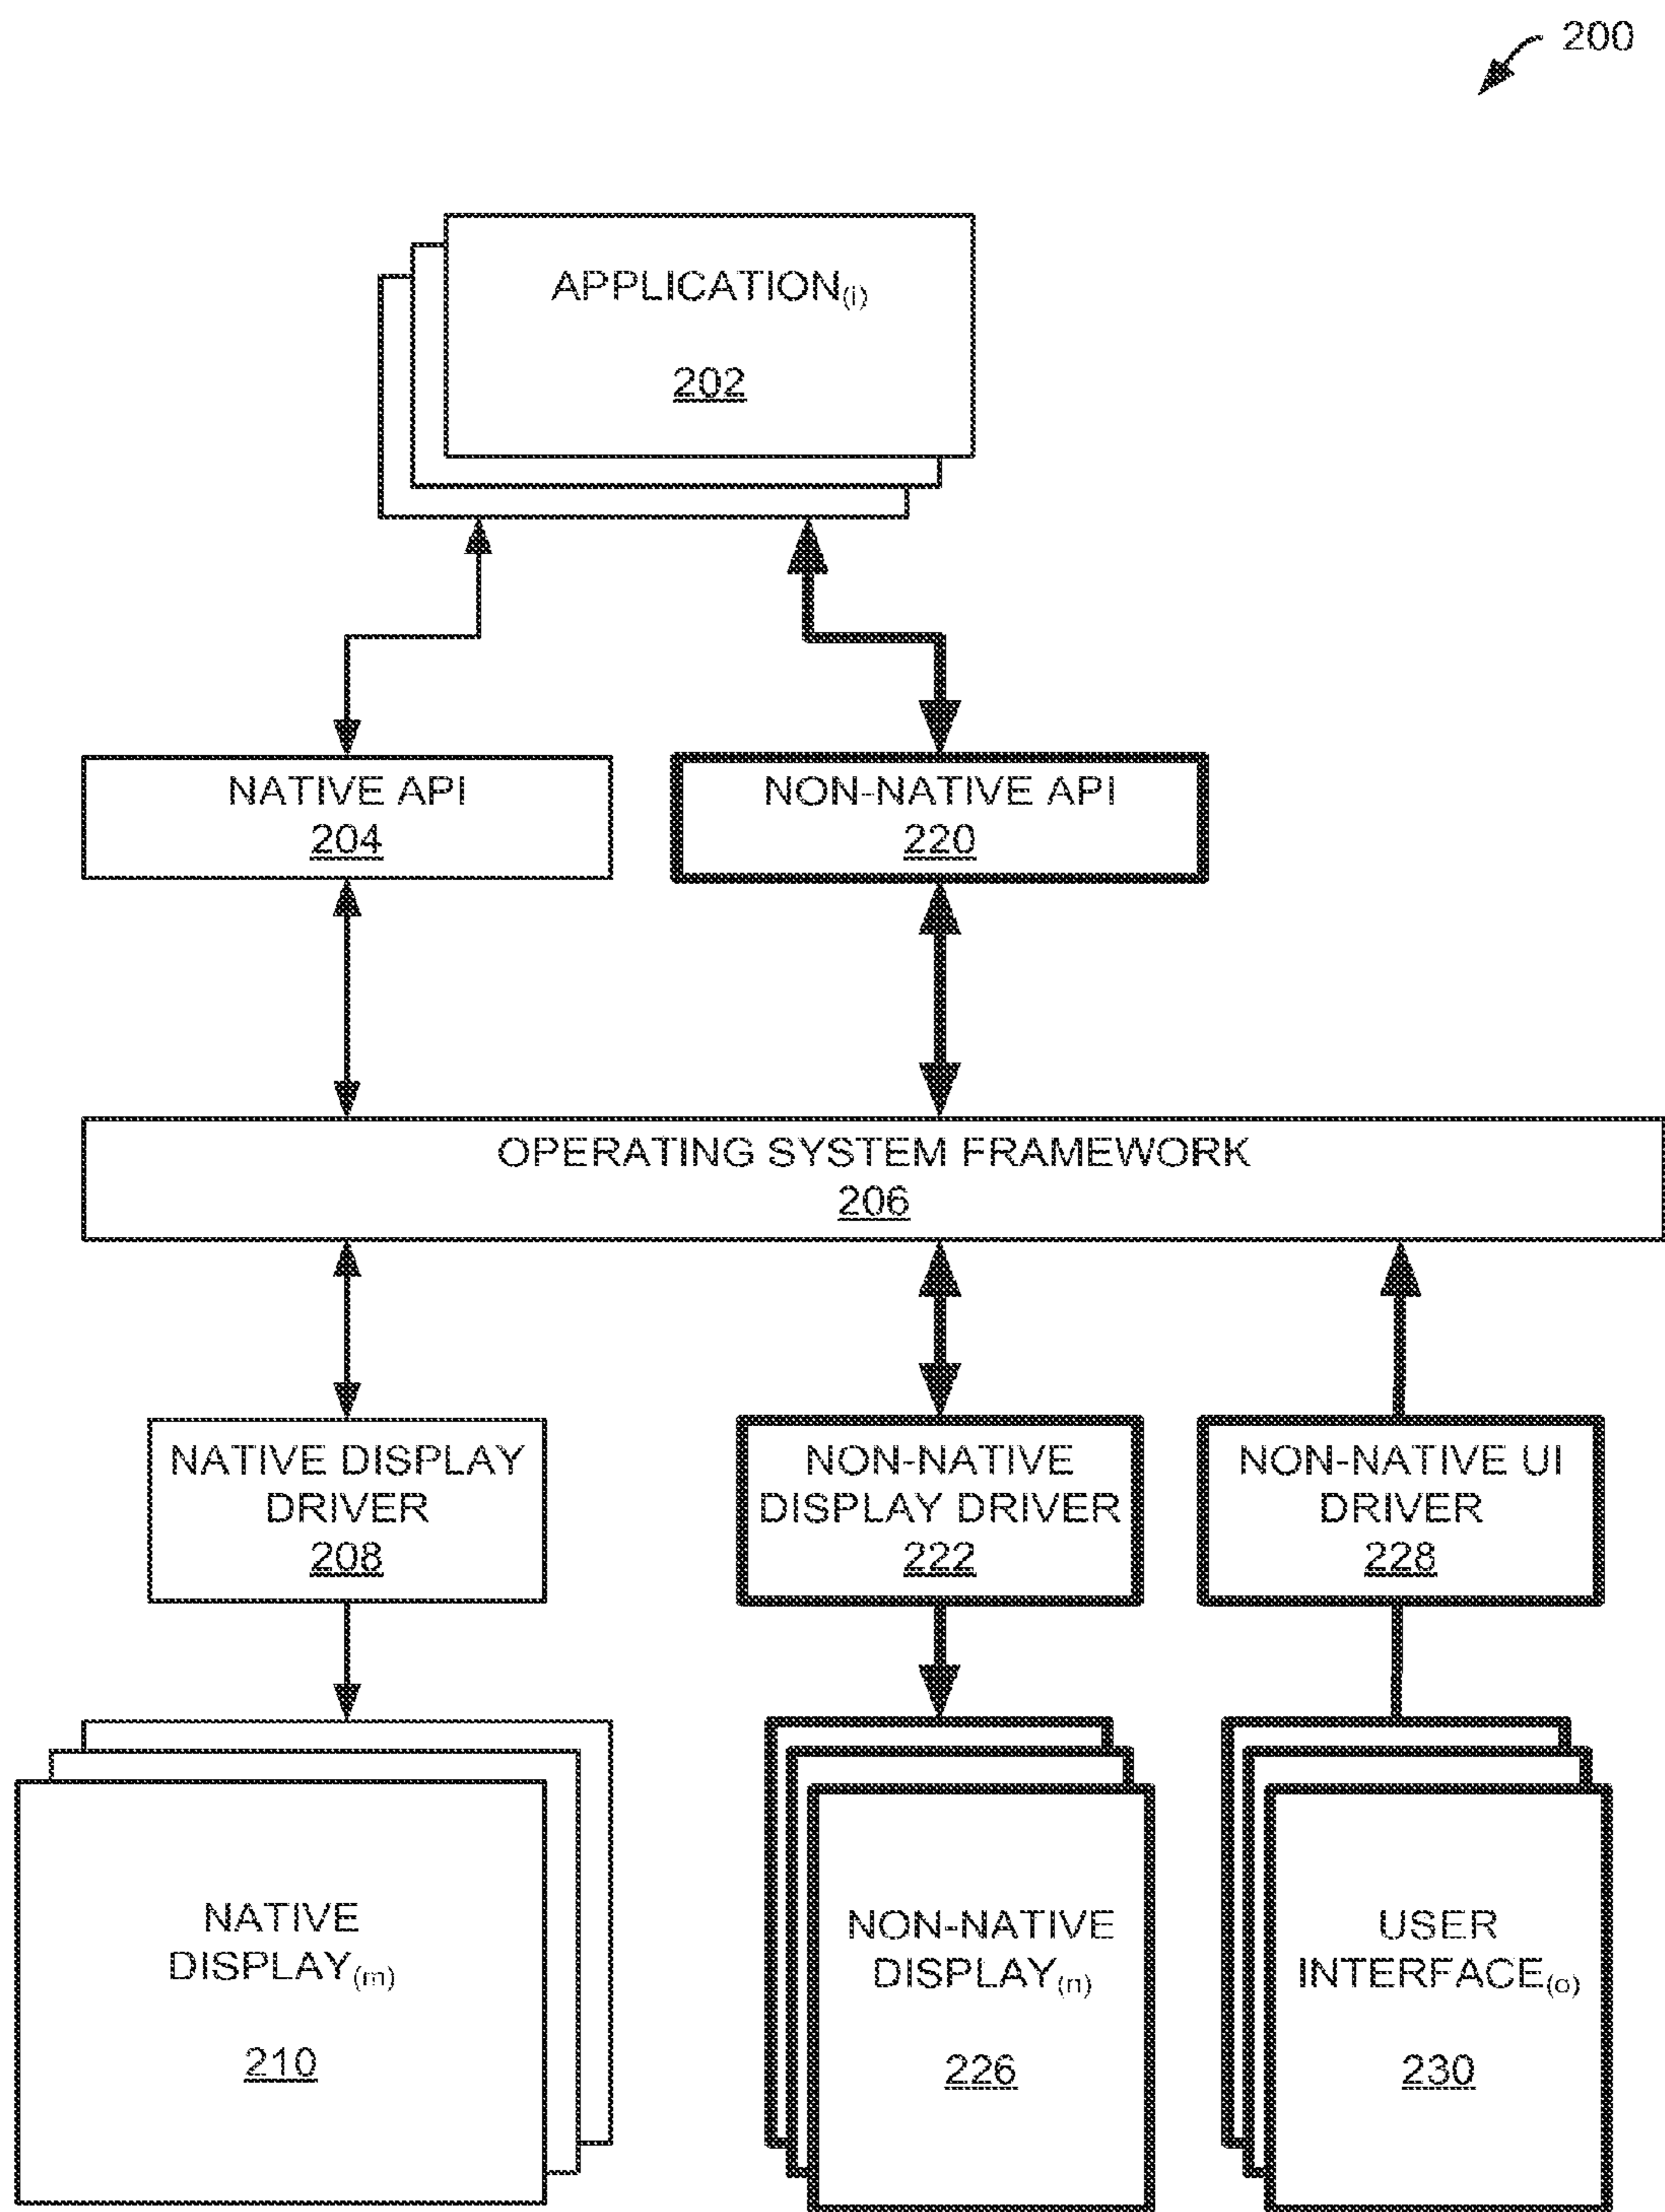 200
APPLICATION(i)
202
NATIVE API
204
NON-NATIVE API
220
OPERATING SYSTEM FRAMEWORK
206
NATIVE DISPLAY
DRIVER
208
NON-NATIVE
DISPLAY DRIVER
222
NON-NATIVE UI
DRIVER
228
NATIVE
DISPLAY(m)
210
NON-NATIVE
DISPLAY(n)
226
USER
INTERFACE(o)
230